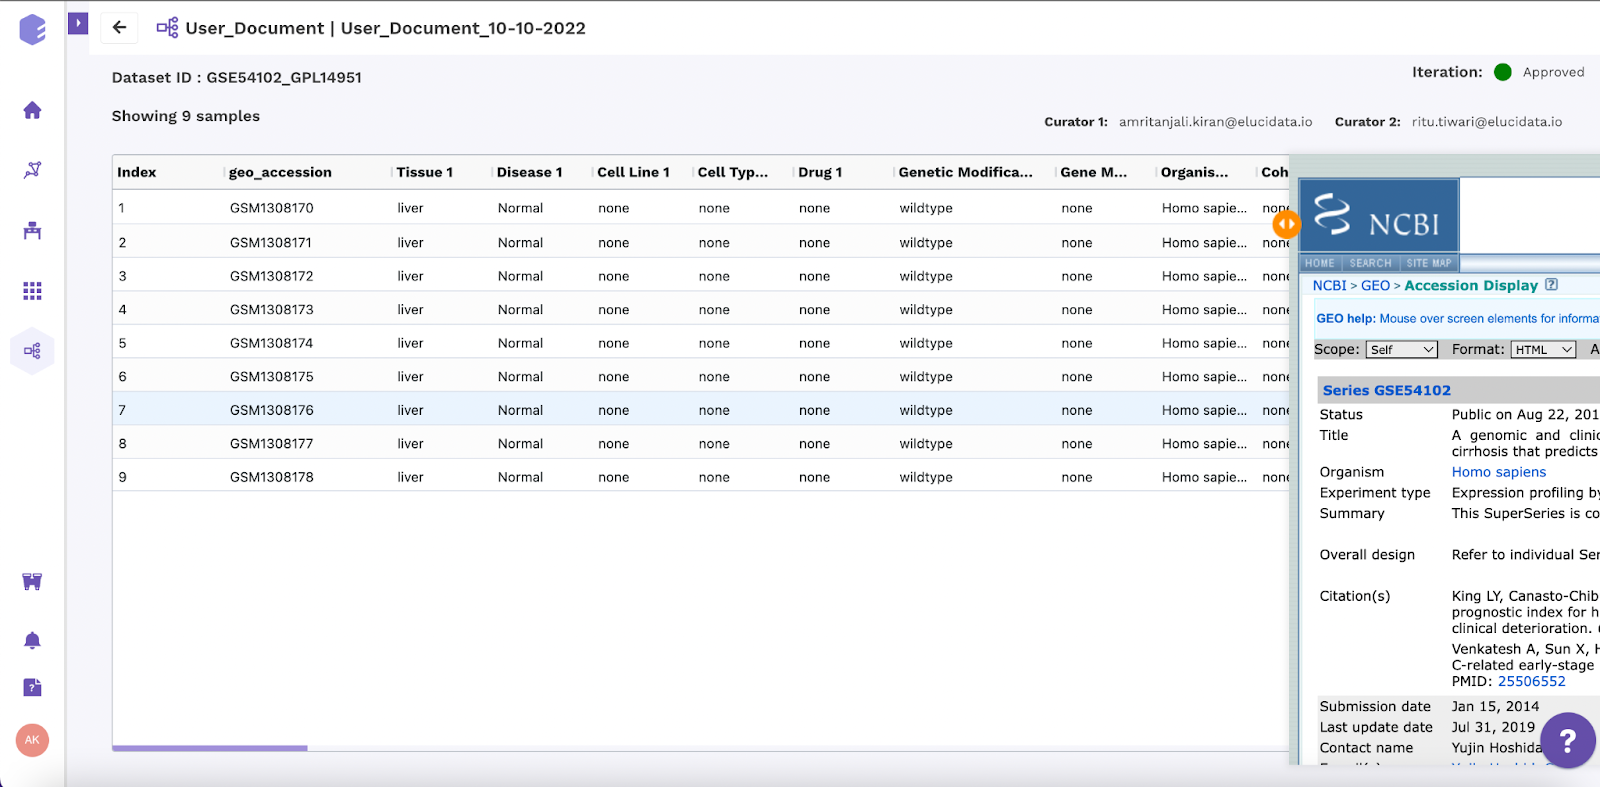 User_Document | User_Document_10-10-2022
Dataset ID : GSE54102_GPL14951
Iteration: Approved
Showing 9 samples
Curator 1: amritanjali.kiran@elucidata.io Curator 2: ritu.tiwari@elucidata.io
Index geo_accession Tissue 1 Disease 1 Cell Line 1 Cell Typ... Drug 1 Genetic Modifica... Gene M... Organis... Coh
1 GSM1308170 liver Normal none none none wildtype none Homo sapie... none
2 GSM1308171 liver Normal none none none wildtype none Homo sapie... none
3 GSM1308172 liver Normal none none none wildtype none Homo sapie... none
4 GSM1308173 liver Normal none none none wildtype none Homo sapie... none
5 GSM1308174 liver Normal none none none wildtype none Homo sapie... none
6 GSM1308175 liver Normal none none none wildtype none Homo sapie... none
7 GSM1308176 liver Normal none none none wildtype none Homo sapie... none
8 GSM1308177 liver Normal none none none wildtype none Homo sapie... none
9 GSM1308178 liver Normal none none none wildtype none Homo sapie... none
AK
NCBI
HOME SEARCH SITE MAP
NCBI > GEO > Accession Display ?
GEO help: Mouse over screen elements for informa
Scope: Self Format: HTML A
Series GSE54102
Status Public on Aug 22, 201
Title A genomic and clinic
cirrhosis that predicts
Organism Homo sapiens
Experiment type Expression profiling by
Summary This SuperSeries is co
Overall design Refer to individual Ser
Citation(s) King LY, Canasto-Chib
prognostic index for h
clinical deterioration.
Venkatesh A, Sun X, H
C-related early-stage
PMID: 25506552
Submission date Jan 15, 2014
Last update date Jul 31, 2019
Contact name Yujin Hoshida
?